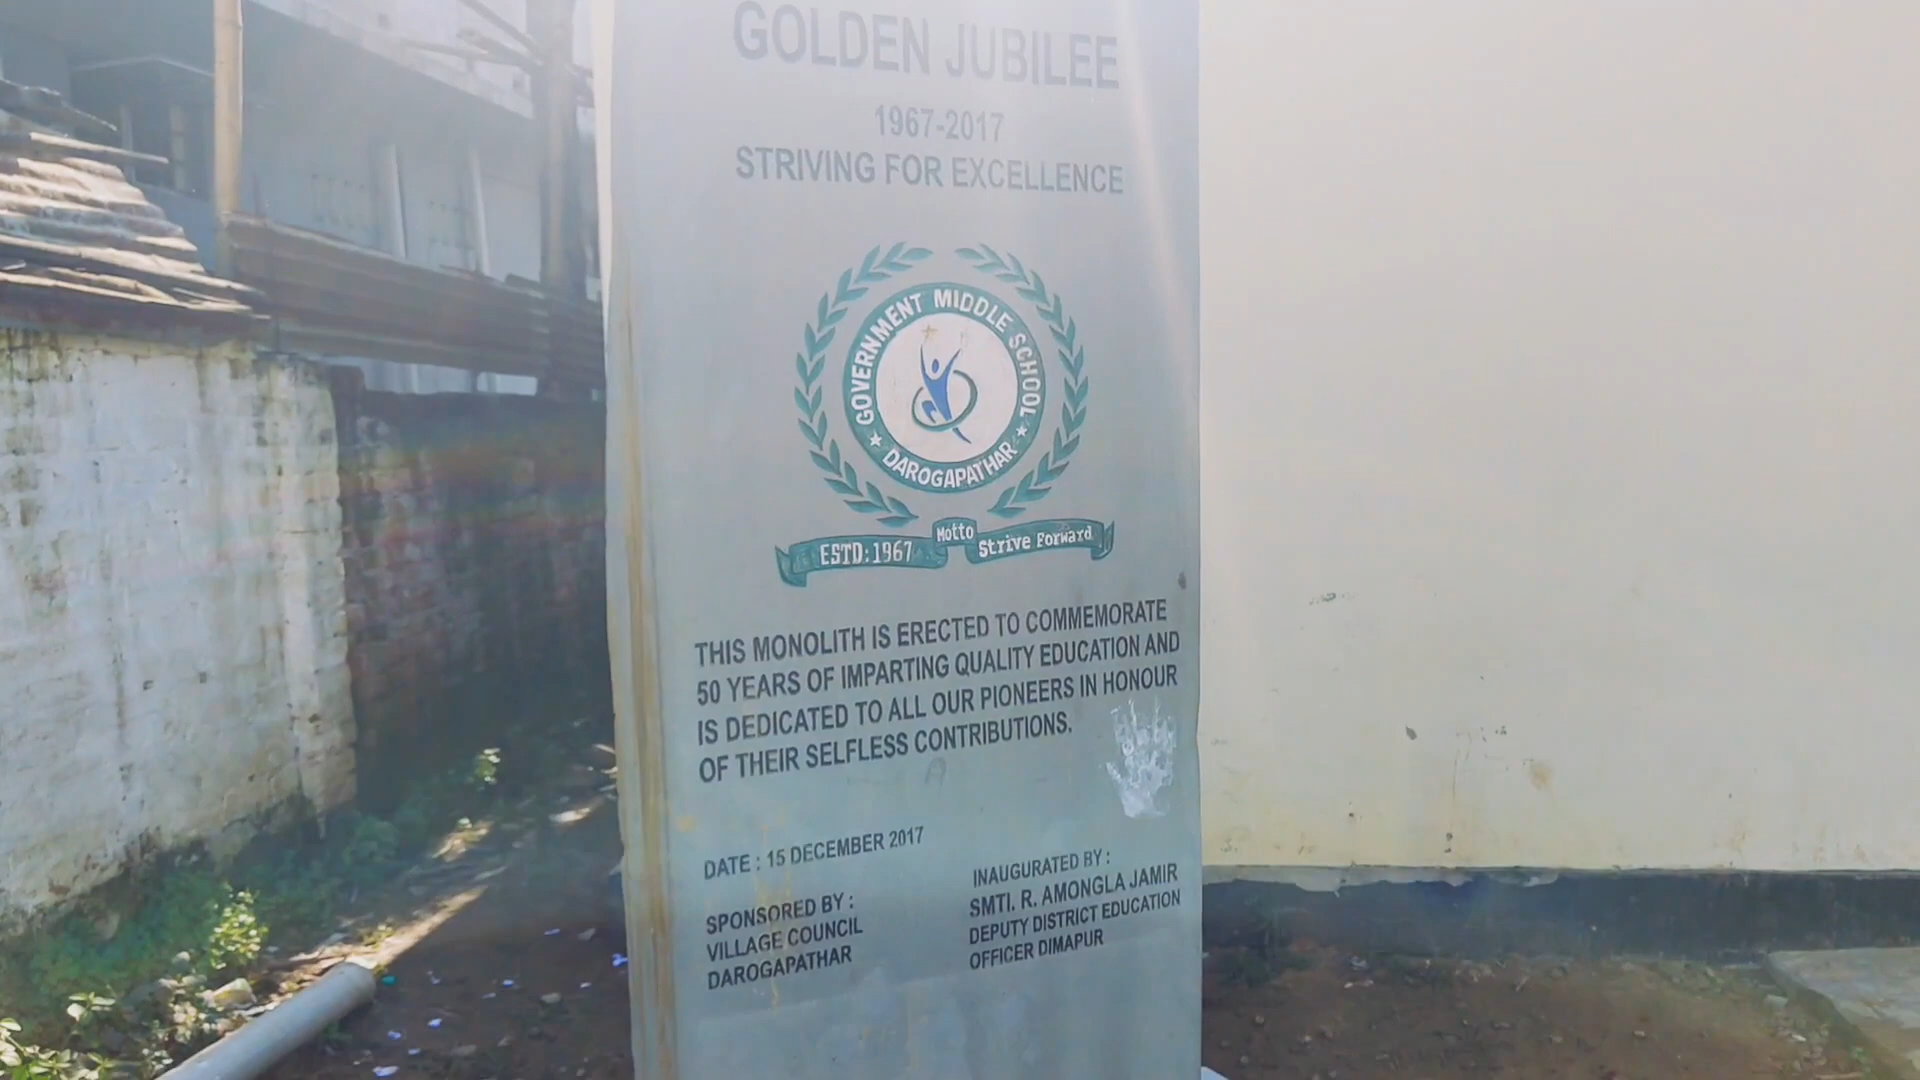 GOLDEN JUBILEE
1967-2017
STRIVING FOR EXCELLENCE
GOVERNMENT MIDDLE SCHOOL
DAROGAPATHAR
ESTD:1967
Motto
Strive Forward
THIS MONOLITH IS ERECTED TO COMMEMORATE
50 YEARS OF IMPARTING QUALITY EDUCATION AND
IS DEDICATED TO ALL OUR PIONEERS IN HONOUR
OF THEIR SELFLESS CONTRIBUTIONS.
DATE : 15 DECEMBER 2017
SPONSORED BY :
VILLAGE COUNCIL
DAROGAPATHAR
INAUGURATED BY :
SMTI. R. AMONGLA JAMIR
DEPUTY DISTRICT EDUCATION
OFFICER DIMAPUR